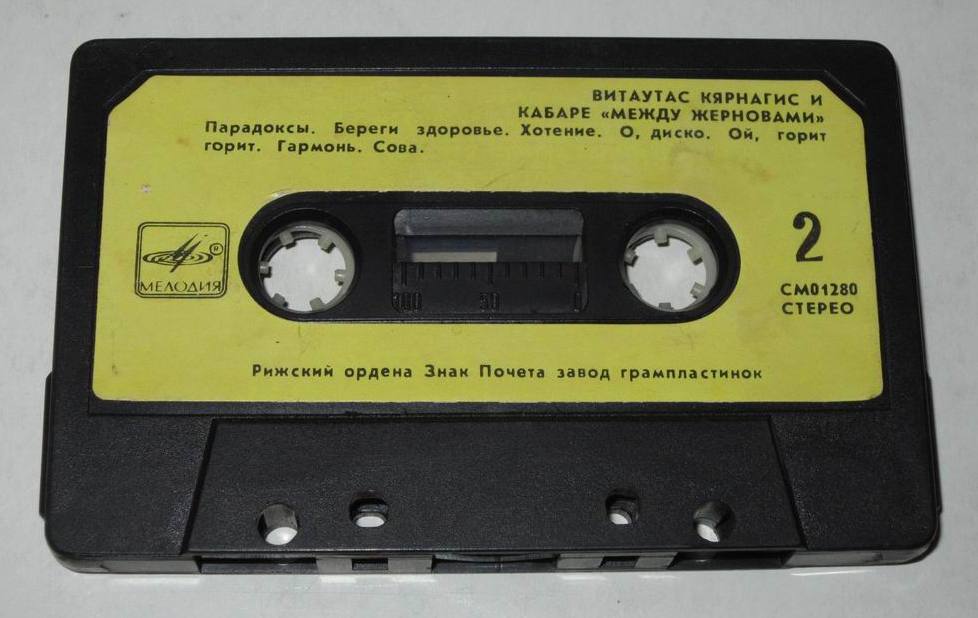 ВИТАУТАС КЯРНАГИС И
КАБАРЕ «МЕЖДУ ЖЕРНОВАМИ»
Парадоксы. Береги здоровье. Хотение. О, диско. Ой, горит
горит. Гармонь. Сова.
МЕЛОДИЯ ®
2
СМ01280
СТЕРЕО
100 50 0
Рижский ордена Знак Почета завод грампластинок